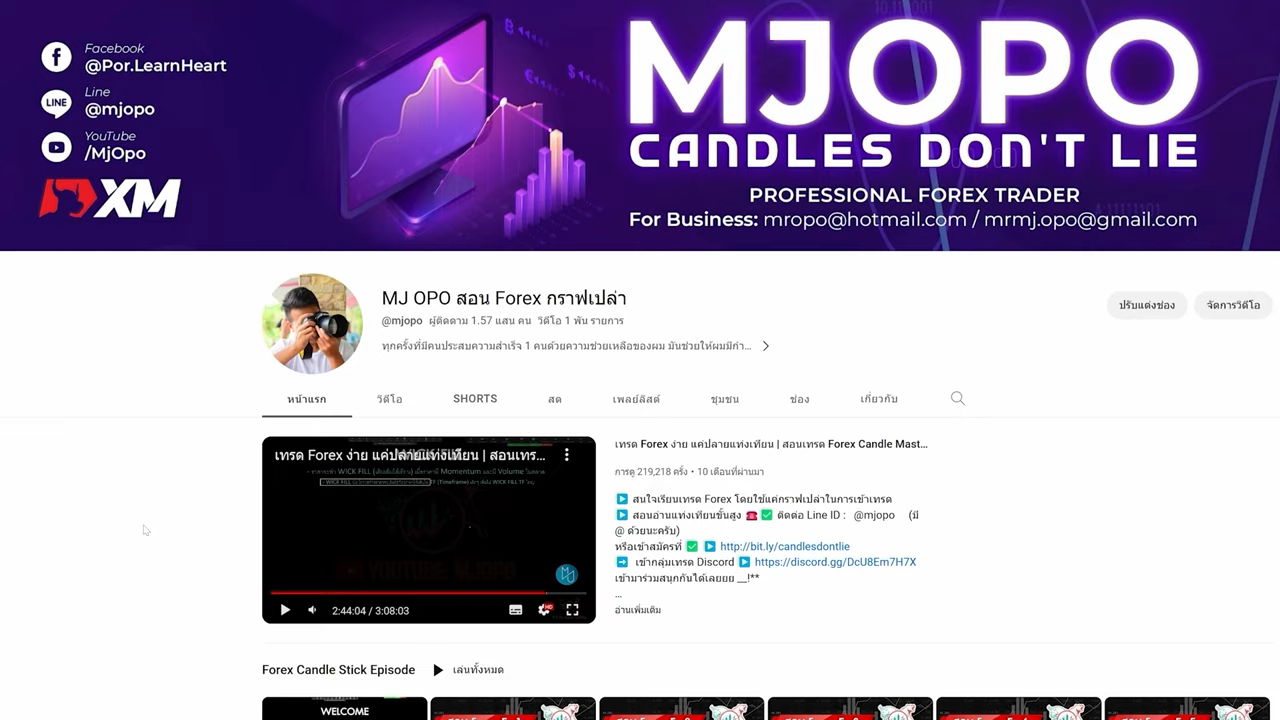 Facebook
@Por.LearnHeart
LINE
Line
@mjopo
YouTube
/MjOpo
XM
MJOPO
CANDLES DON'T LIE
PROFESSIONAL FOREX TRADER
For Business: mropo@hotmail.com / mrmj.opo@gmail.com
MJ OPO สอน Forex กราฟเปล่า
@mjopo ผู้ติดตาม 1.57 แสน คน วิดีโอ 1 พัน รายการ
ทุกครั้งที่มีคนประสบความสำเร็จ 1 คนด้วยความช่วยเหลือของผม มันช่วยให้ผมมีกำ...
ปรับแต่งช่อง
จัดการวิดีโอ
หน้าแรก
วิดีโอ
SHORTS
สด
เพลย์ลิสต์
ชุมชน
ช่อง
เกี่ยวกับ
เทรด Forex ง่าย แค่ปลายแท่งเทียน | สอนเทร...
2:44:04 / 3:08:03
HD
เทรด Forex ง่าย แค่ปลายแท่งเทียน | สอนเทรด Forex Candle Mast...
การดู 219,218 ครั้ง • 10 เดือนที่ผ่านมา
สนใจเรียนเทรด Forex โดยใช้แค่กราฟเปล่าในการเข้าเทรด
สอนอ่านแท่งเทียนขั้นสูง ☎️ ✅ ติดต่อ Line ID : @mjopo (มี
@ ด้วยนะครับ)
หรือเข้าสมัครที่ ✅ ▶️ http://bit.ly/candlesdontlie
➡️ เข้ากลุ่มเทรด Discord ▶️ https://discord.gg/DcU8Em7H7X
เข้ามาร่วมสนุกกันได้เลยยย __!**
...
อ่านเพิ่มเติม
Forex Candle Stick Episode
เล่นทั้งหมด
WELCOME